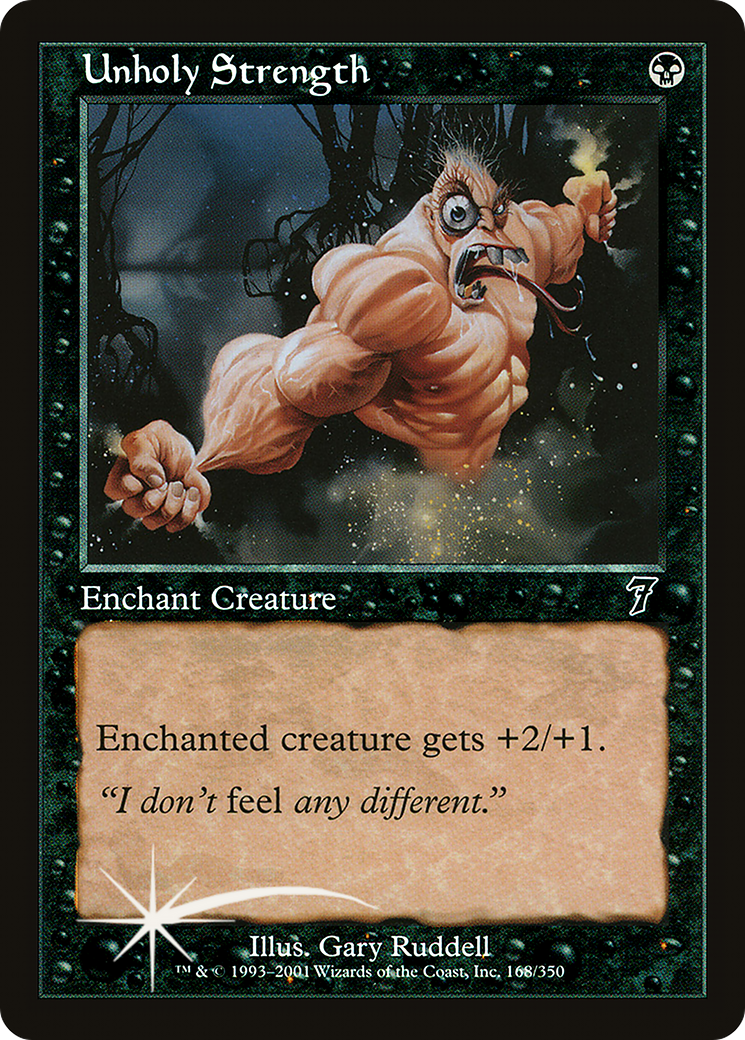 Unholy Strength
Enchant Creature
7
Enchanted creature gets +2/+1.
“I don’t feel any different.”
Illus. Gary Ruddell
™ & © 1993–2001 Wizards of the Coast, Inc. 168/350